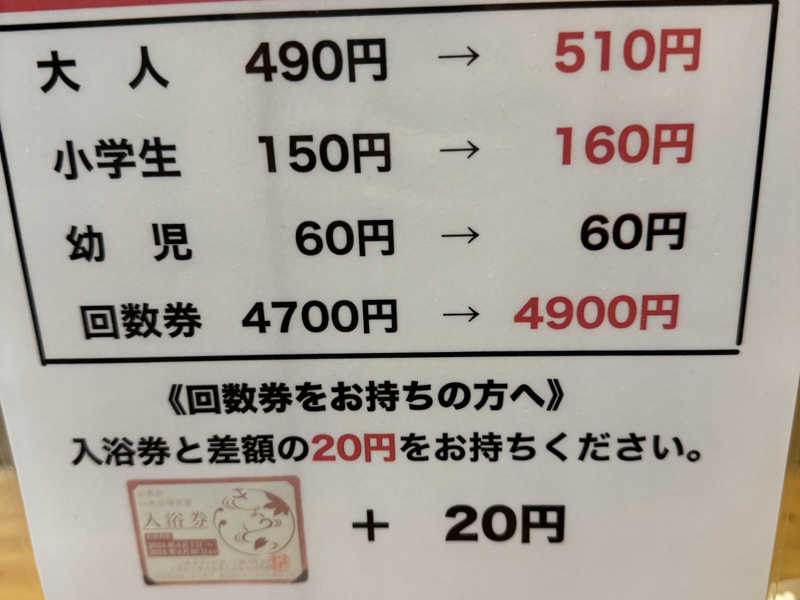 大人 490円 → 510円
小学生 150円 → 160円
幼児 60円 → 60円
回数券 4700円 → 4900円
《回数券をお持ちの方へ》
入浴券と差額の20円をお持ちください。
入浴券
+ 20円